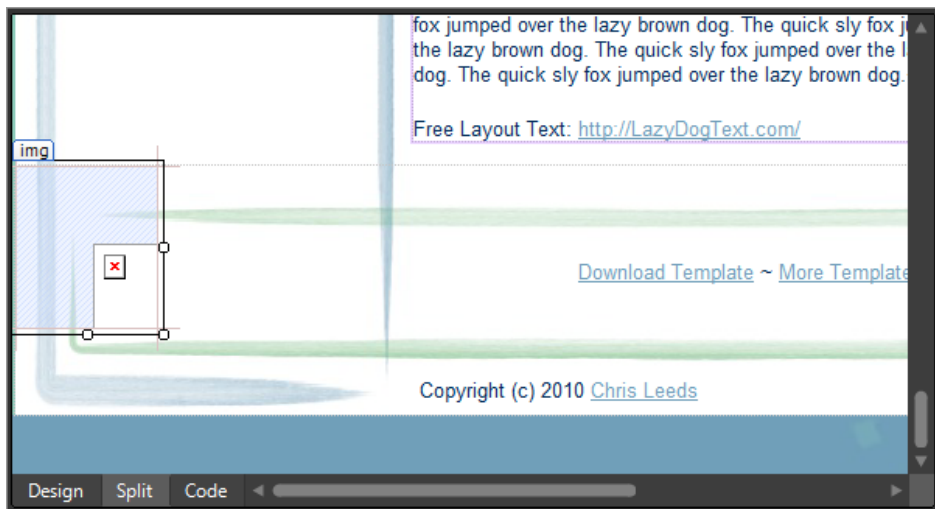 fox jumped over the lazy brown dog. The quick sly fox
the lazy brown dog. The quick sly fox jumped over the
dog. The quick sly fox jumped over the lazy brown dog.
Free Layout Text: http://LazyDogText.com/
img
Download Template ~ More Template
Copyright (c) 2010 Chris Leeds
Design Split Code